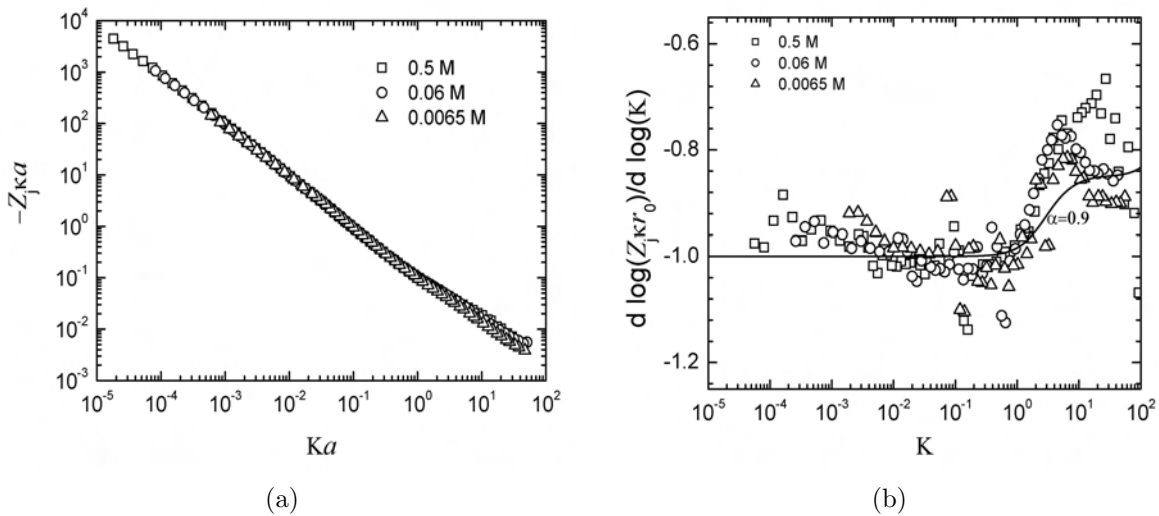 10^4
10^3
10^2
10^1
10^0
10^-1
10^-2
10^-3
−Z_jκa
□ 0.5 M
○ 0.06 M
△ 0.0065 M
10^-5 10^-4 10^-3 10^-2 10^-1 10^0 10^1 10^2
Ka
(a)
-0.6
-0.8
-1.0
-1.2
d log(Z_jκr_0)/d log(K)
□ 0.5 M
○ 0.06 M
△ 0.0065 M
α=0.9
10^-5 10^-4 10^-3 10^-2 10^-1 10^0 10^1 10^2
K
(b)